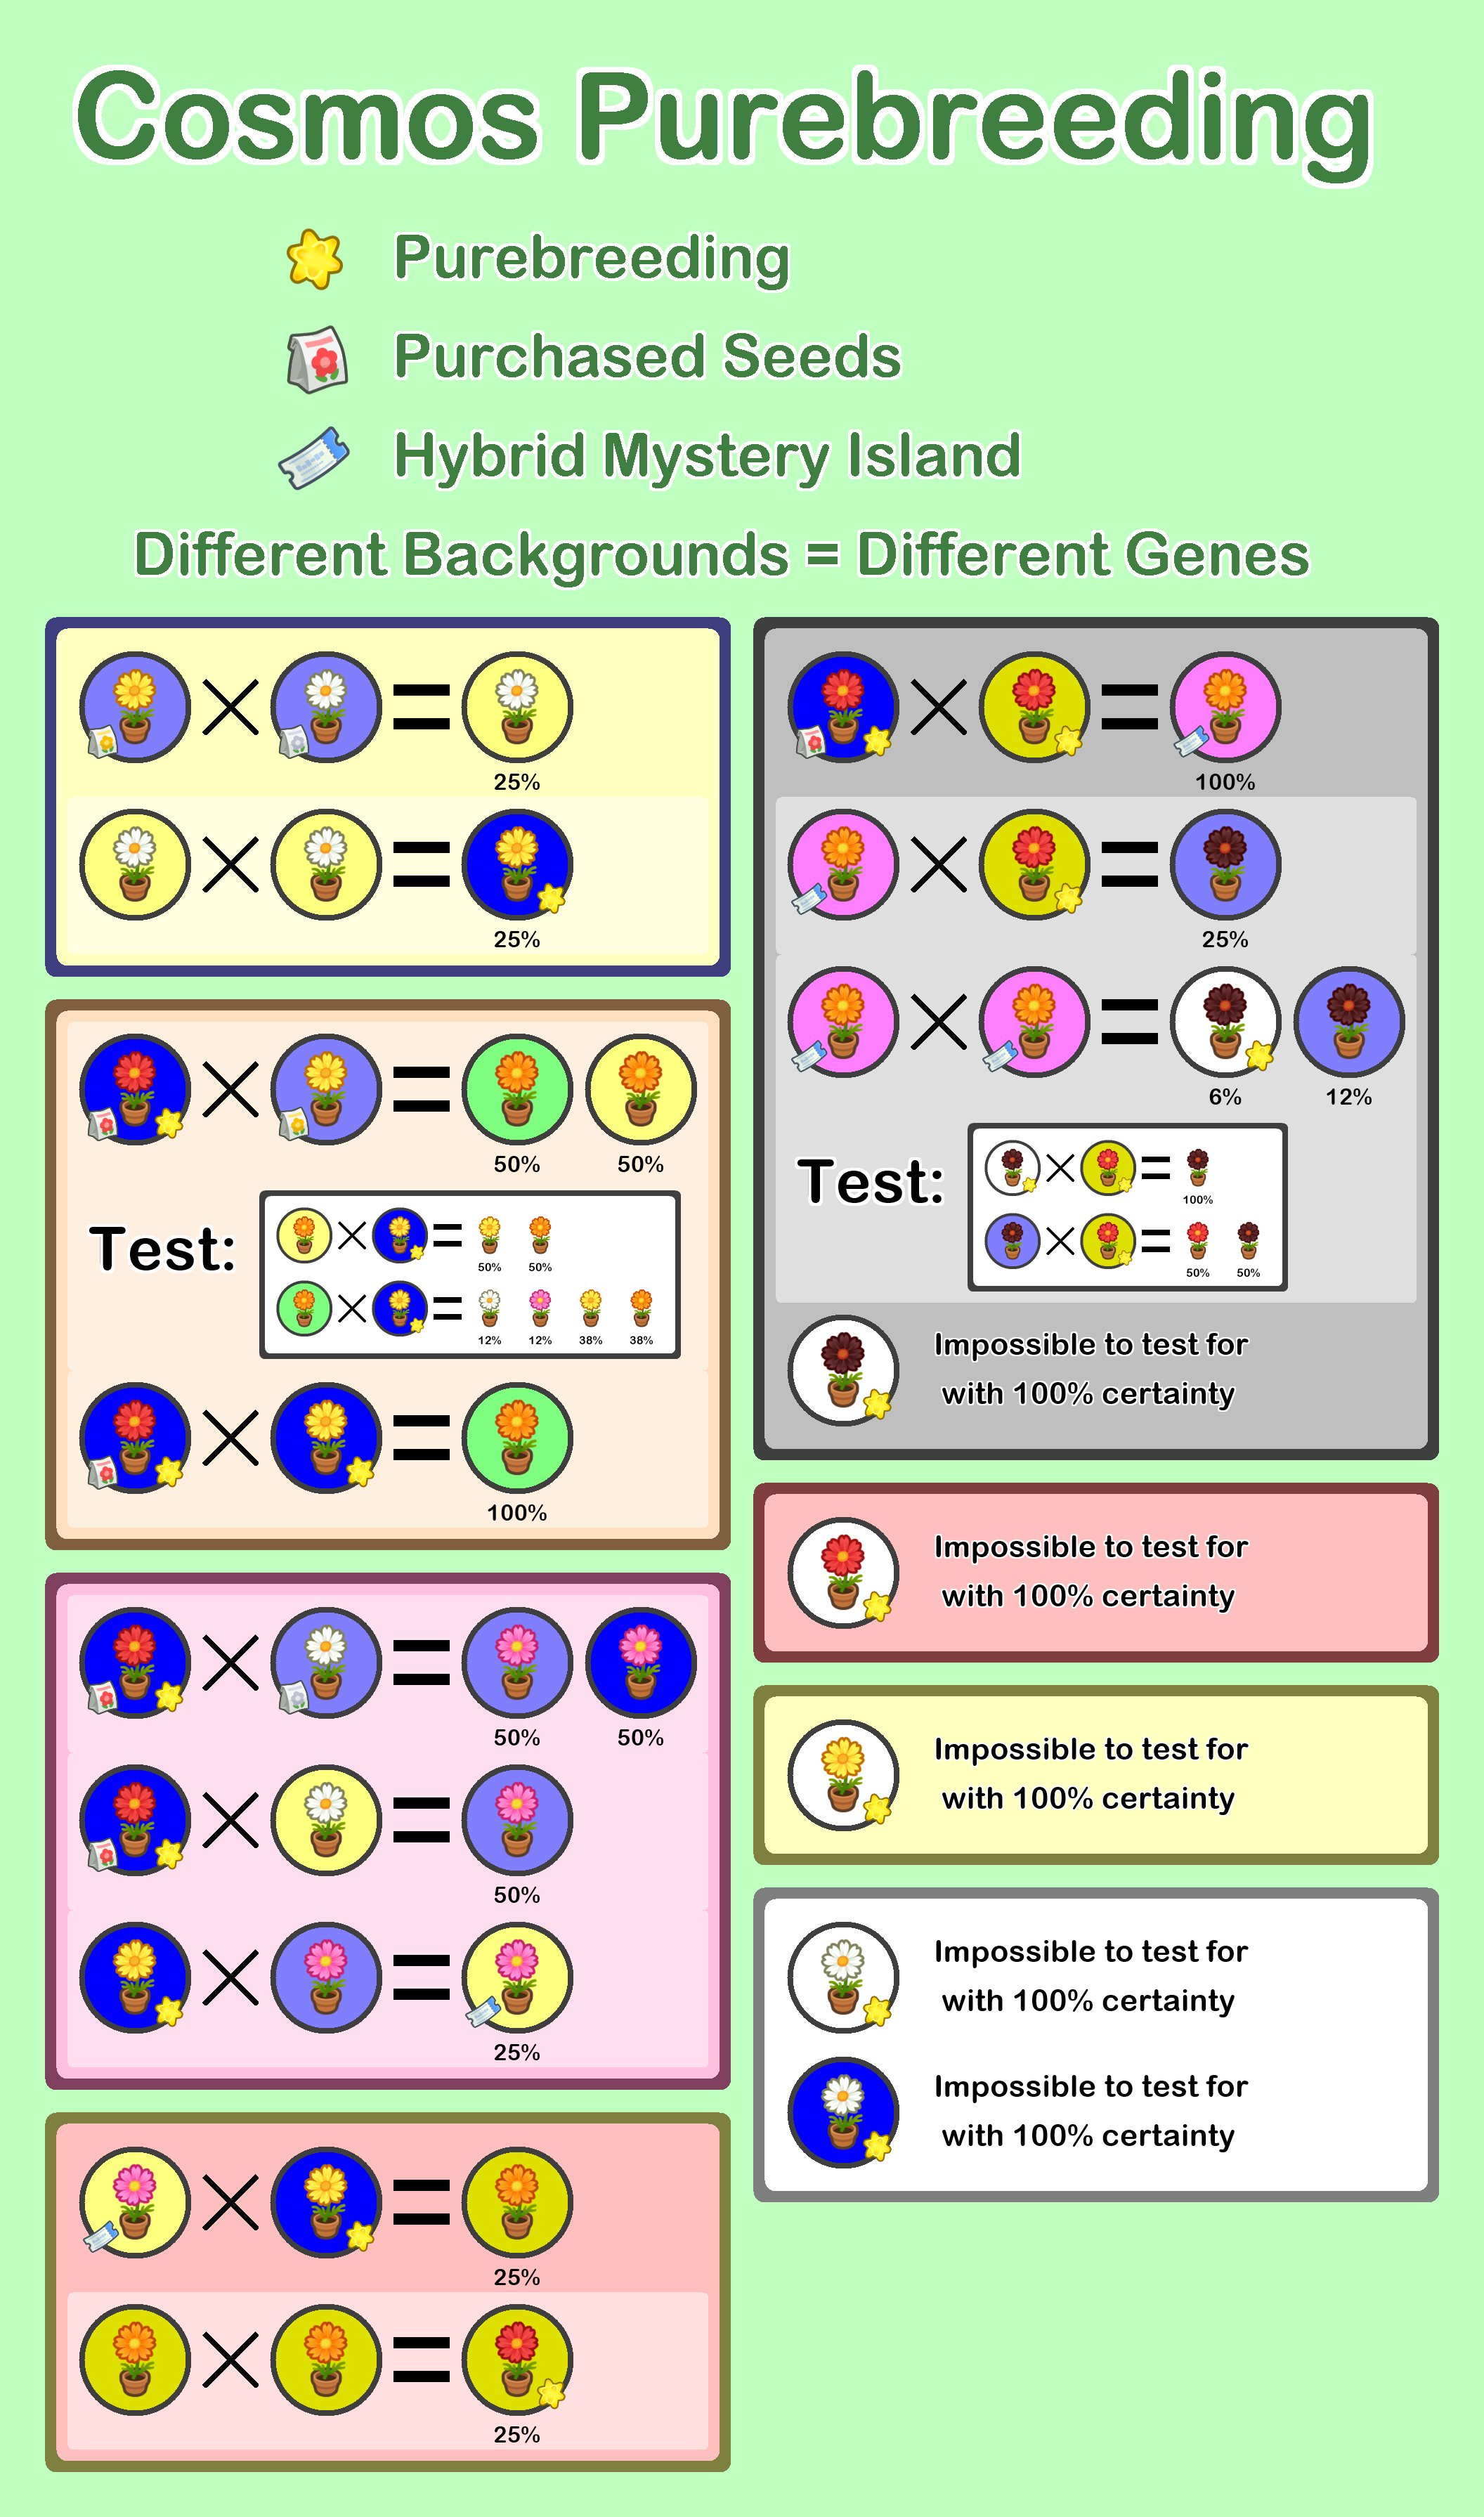 Cosmos Purebreeding
Purebreeding
Purchased Seeds
Hybrid Mystery Island
Different Backgrounds = Different Genes
25%
25%
50% 50%
Test:
50% 50%
12% 12% 38% 38%
100%
50% 50%
50%
25%
25%
25%
100%
25%
6% 12%
Test:
100%
50% 50%
Impossible to test for
with 100% certainty
Impossible to test for
with 100% certainty
Impossible to test for
with 100% certainty
Impossible to test for
with 100% certainty
Impossible to test for
with 100% certainty